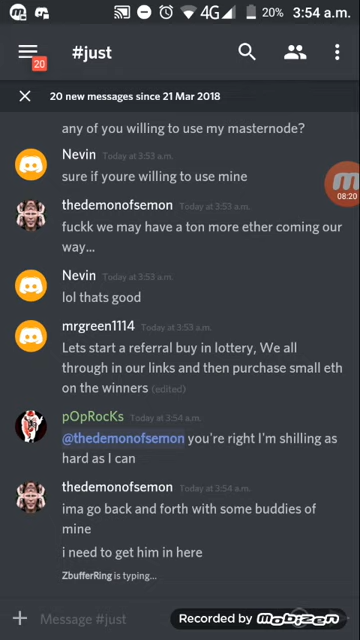 4G 20% 3:54 a.m.
20
#just
20 new messages since 21 Mar 2018
any of you willing to use my masternode?
Nevin Today at 3:53 a.m.
sure if youre willing to use mine
08:20
thedemonofsemon Today at 3:53 a.m.
fuckk we may have a ton more ether coming our
way...
Nevin Today at 3:53 a.m.
lol thats good
mrgreen1114 Today at 3:53 a.m.
Lets start a referral buy in lottery, We all
through in our links and then purchase small eth
on the winners (edited)
pOpRocKs Today at 3:54 a.m.
@thedemonofsemon you're right I'm shilling as
hard as I can
thedemonofsemon Today at 3:54 a.m.
ima go back and forth with some buddies of
mine
i need to get him in here
ZbufferRing is typing...
Message #just
Recorded by mobizen